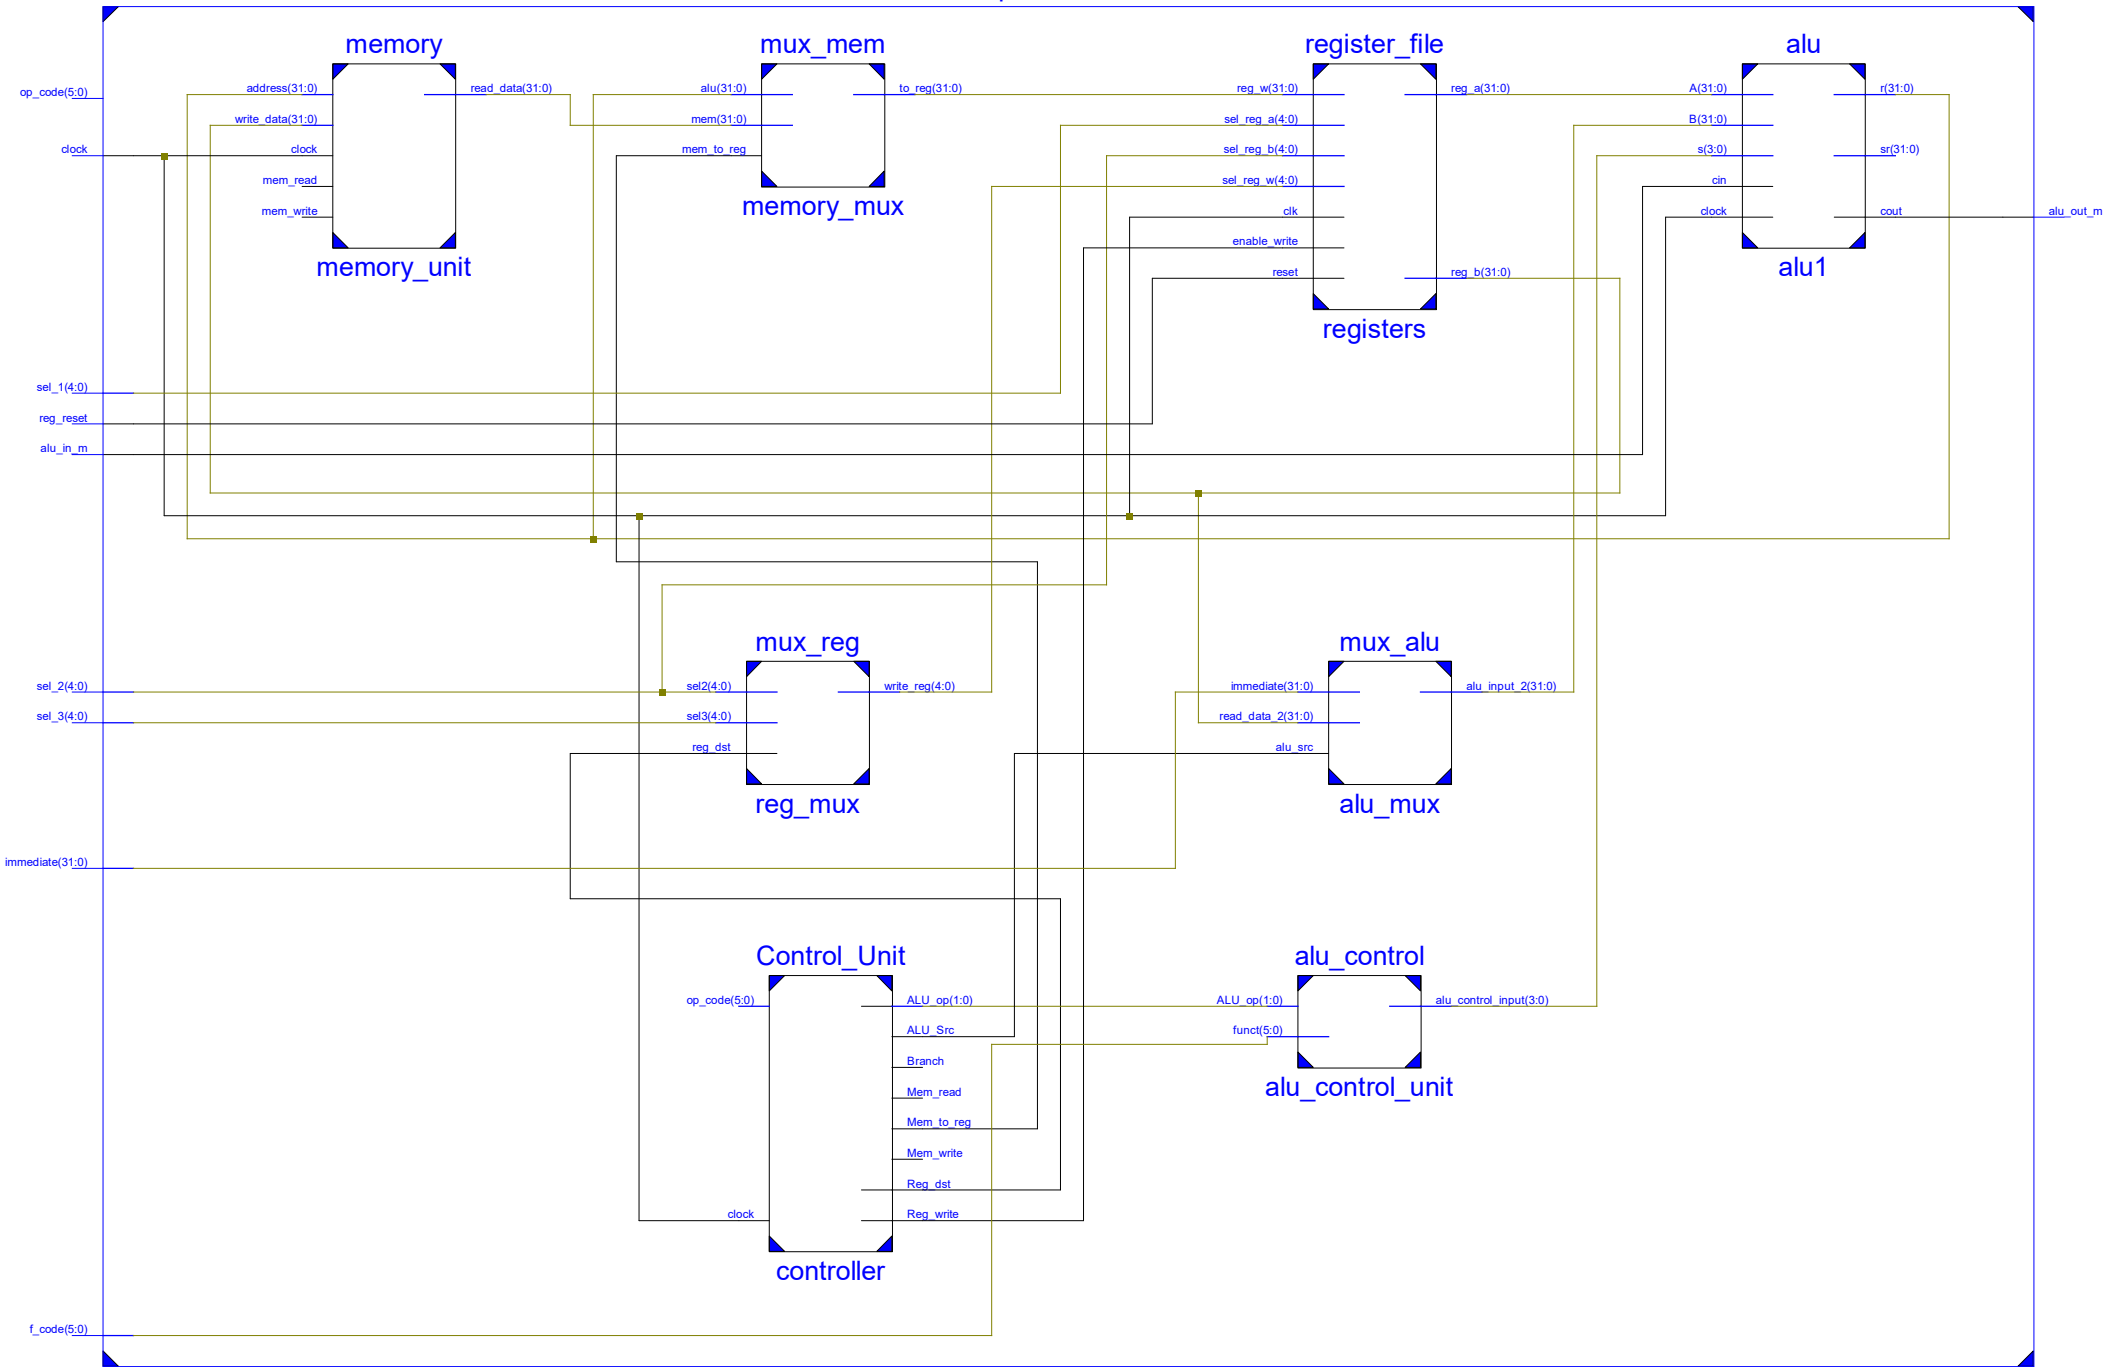 memory
mux_mem
register_file
alu
op_code(5:0)
address(31:0)
read_data(31:0)
alu(31:0)
to_reg(31:0)
reg_w(31:0)
reg_a(31:0)
A(31:0)
r(31:0)
write_data(31:0)
mem(31:0)
sel_reg_a(4:0)
B(31:0)
clock
clock
mem_to_reg
sel_reg_b(4:0)
s(3:0)
sr(31:0)
mem_read
sel_reg_w(4:0)
cin
mem_write
clk
clock
cout
alu_out_m
memory_mux
enable_write
memory_unit
reset
reg_b(31:0)
alu1
registers
sel_1(4:0)
reg_reset
alu_in_m
mux_reg
mux_alu
sel_2(4:0)
sel2(4:0)
write_reg(4:0)
immediate(31:0)
alu_input_2(31:0)
sel_3(4:0)
sel3(4:0)
read_data_2(31:0)
reg_dst
alu_src
reg_mux
alu_mux
immediate(31:0)
Control_Unit
alu_control
op_code(5:0)
ALU_op(1:0)
ALU_op(1:0)
alu_control_input(3:0)
ALU_Src
funct(5:0)
Branch
Mem_read
alu_control_unit
Mem_to_reg
Mem_write
Reg_dst
clock
Reg_write
controller
f_code(5:0)